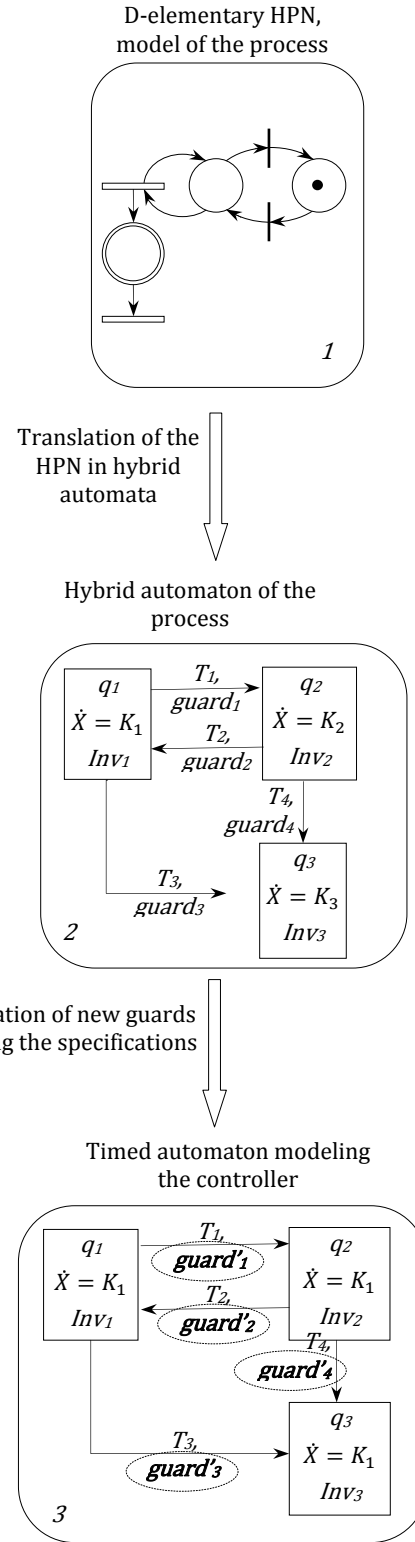 D-elementary HPN,
model of the process
1
Translation of the
HPN in hybrid
automata
Hybrid automaton of the
process
q₁
Ẋ = K₁
Inv₁
T₁,
guard₁
T₂,
guard₂
q₂
Ẋ = K₂
Inv₂
T₄,
guard₄
T₃,
guard₃
q₃
Ẋ = K₃
Inv₃
2
of new guards
the specifications
Timed automaton modeling
the controller
q₁
Ẋ = K₁
Inv₁
T₁,
guard'₁
T₂,
guard'₂
q₂
Ẋ = K₁
Inv₂
T₄,
guard'₄
T₃,
guard'₃
q₃
Ẋ = K₁
Inv₃
3